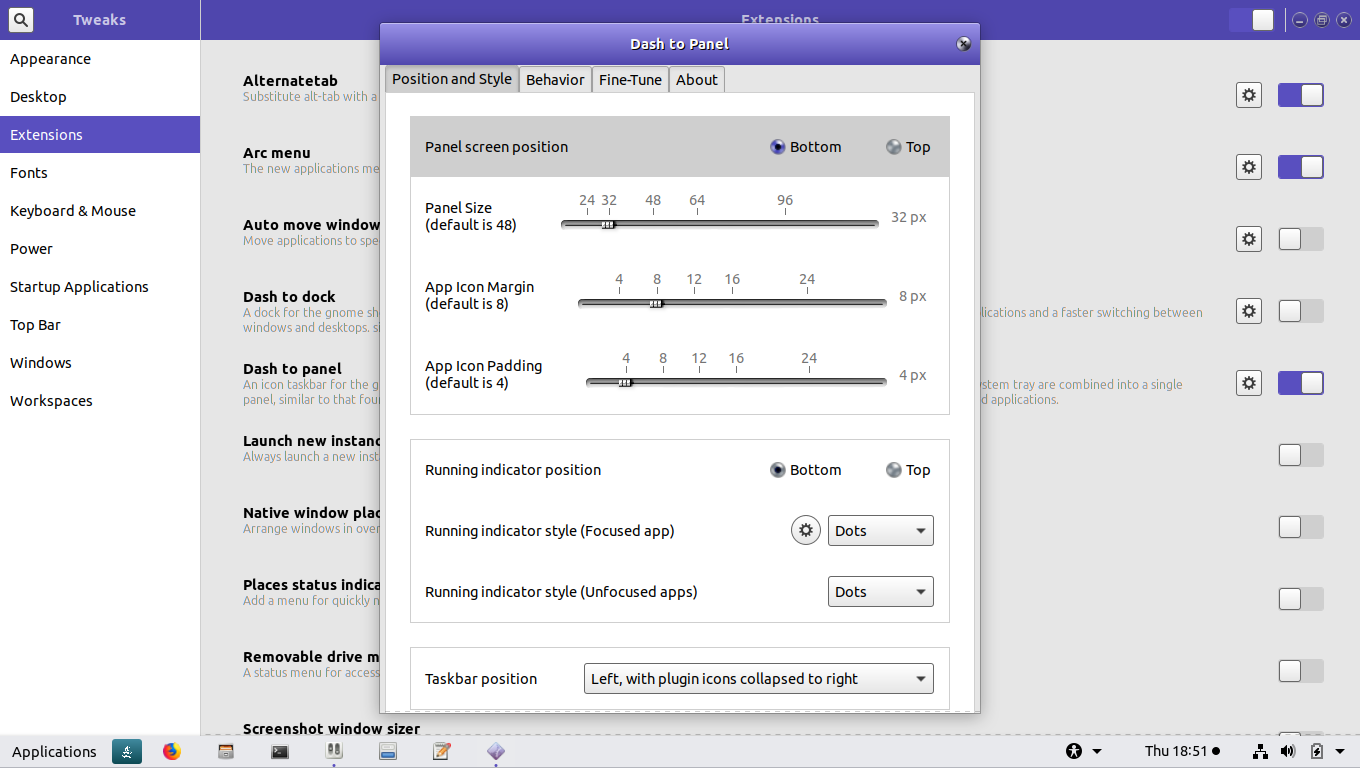 Tweaks
Extensions
Appearance
Desktop
Extensions
Fonts
Keyboard & Mouse
Power
Startup Applications
Top Bar
Windows
Workspaces
Alternatetab
Substitute alt-tab with a
Arc menu
The new applications me
Auto move window
Move applications to spe
Dash to dock
A dock for the gnome sh
lications and a faster switching between
windows and desktops. si
Dash to panel
An icon taskbar for the g
stem tray are combined into a single
panel, similar to that four
d applications.
Launch new instanc
Always launch a new inst
Native window plac
Arrange windows in over
Places status indica
Add a menu for quickly n
Removable drive m
A status menu for access
Screenshot window sizer
Dash to Panel
Position and Style
Behavior
Fine-Tune
About
Panel screen position
Bottom
Top
Panel Size
(default is 48)
24 32 48 64 96
32 px
App Icon Margin
(default is 8)
4 8 12 16 24
8 px
App Icon Padding
(default is 4)
4 8 12 16 24
4 px
Running indicator position
Bottom
Top
Running indicator style (Focused app)
Dots
Running indicator style (Unfocused apps)
Dots
Taskbar position
Left, with plugin icons collapsed to right
Applications
Thu 18:51